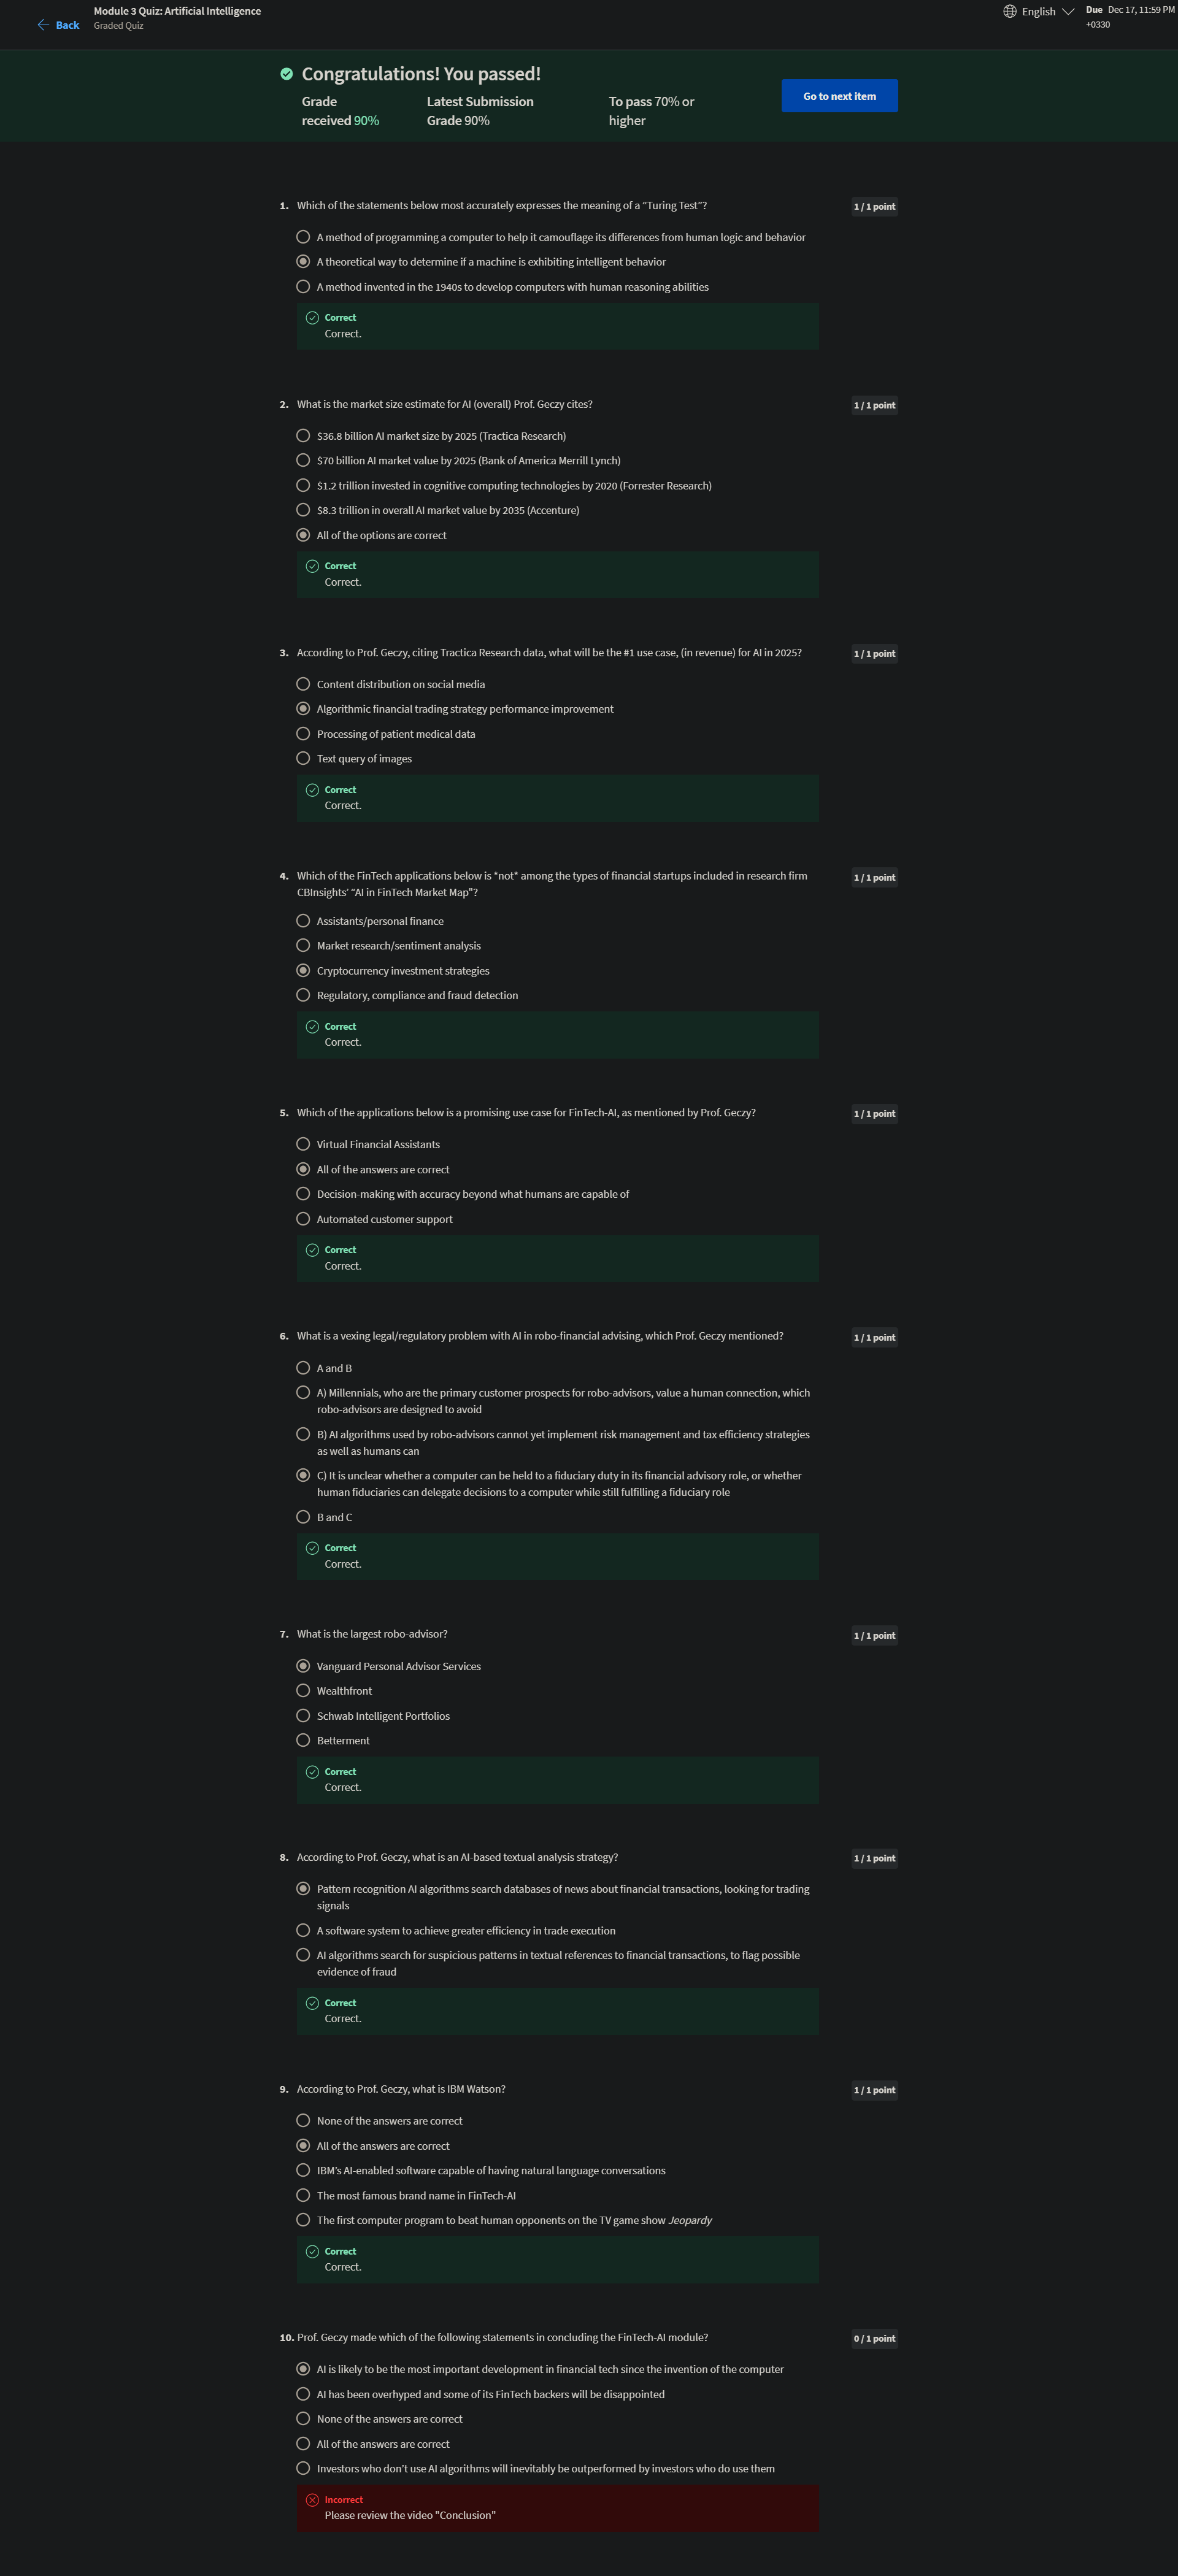 Module 3 Quiz: Artificial Intelligence
Back
Graded Quiz
English
Due Dec 17, 11:59 PM
+0330
Congratulations! You passed!
Grade
received 90%
Latest Submission
Grade 90%
To pass 70% or
higher
Go to next item
1. Which of the statements below most accurately expresses the meaning of a “Turing Test”?
1 / 1 point
A method of programming a computer to help it camouflage its differences from human logic and behavior
A theoretical way to determine if a machine is exhibiting intelligent behavior
A method invented in the 1940s to develop computers with human reasoning abilities
Correct
Correct.
2. What is the market size estimate for AI (overall) Prof. Geczy cites?
1 / 1 point
$36.8 billion AI market size by 2025 (Tractica Research)
$70 billion AI market value by 2025 (Bank of America Merrill Lynch)
$1.2 trillion invested in cognitive computing technologies by 2020 (Forrester Research)
$8.3 trillion in overall AI market value by 2035 (Accenture)
All of the options are correct
Correct
Correct.
3. According to Prof. Geczy, citing Tractica Research data, what will be the #1 use case, (in revenue) for AI in 2025?
1 / 1 point
Content distribution on social media
Algorithmic financial trading strategy performance improvement
Processing of patient medical data
Text query of images
Correct
Correct.
4. Which of the FinTech applications below is *not* among the types of financial startups included in research firm
CBInsights’ “AI in FinTech Market Map"?
1 / 1 point
Assistants/personal finance
Market research/sentiment analysis
Cryptocurrency investment strategies
Regulatory, compliance and fraud detection
Correct
Correct.
5. Which of the applications below is a promising use case for FinTech-AI, as mentioned by Prof. Geczy?
1 / 1 point
Virtual Financial Assistants
All of the answers are correct
Decision-making with accuracy beyond what humans are capable of
Automated customer support
Correct
Correct.
6. What is a vexing legal/regulatory problem with AI in robo-financial advising, which Prof. Geczy mentioned?
1 / 1 point
A and B
A) Millennials, who are the primary customer prospects for robo-advisors, value a human connection, which
robo-advisors are designed to avoid
B) AI algorithms used by robo-advisors cannot yet implement risk management and tax efficiency strategies
as well as humans can
C) It is unclear whether a computer can be held to a fiduciary duty in its financial advisory role, or whether
human fiduciaries can delegate decisions to a computer while still fulfilling a fiduciary role
B and C
Correct
Correct.
7. What is the largest robo-advisor?
1 / 1 point
Vanguard Personal Advisor Services
Wealthfront
Schwab Intelligent Portfolios
Betterment
Correct
Correct.
8. According to Prof. Geczy, what is an AI-based textual analysis strategy?
1 / 1 point
Pattern recognition AI algorithms search databases of news about financial transactions, looking for trading
signals
A software system to achieve greater efficiency in trade execution
AI algorithms search for suspicious patterns in textual references to financial transactions, to flag possible
evidence of fraud
Correct
Correct.
9. According to Prof. Geczy, what is IBM Watson?
1 / 1 point
None of the answers are correct
All of the answers are correct
IBM’s AI-enabled software capable of having natural language conversations
The most famous brand name in FinTech-AI
The first computer program to beat human opponents on the TV game show Jeopardy
Correct
Correct.
10. Prof. Geczy made which of the following statements in concluding the FinTech-AI module?
0 / 1 point
AI is likely to be the most important development in financial tech since the invention of the computer
AI has been overhyped and some of its FinTech backers will be disappointed
None of the answers are correct
All of the answers are correct
Investors who don’t use AI algorithms will inevitably be outperformed by investors who do use them
Incorrect
Please review the video "Conclusion"